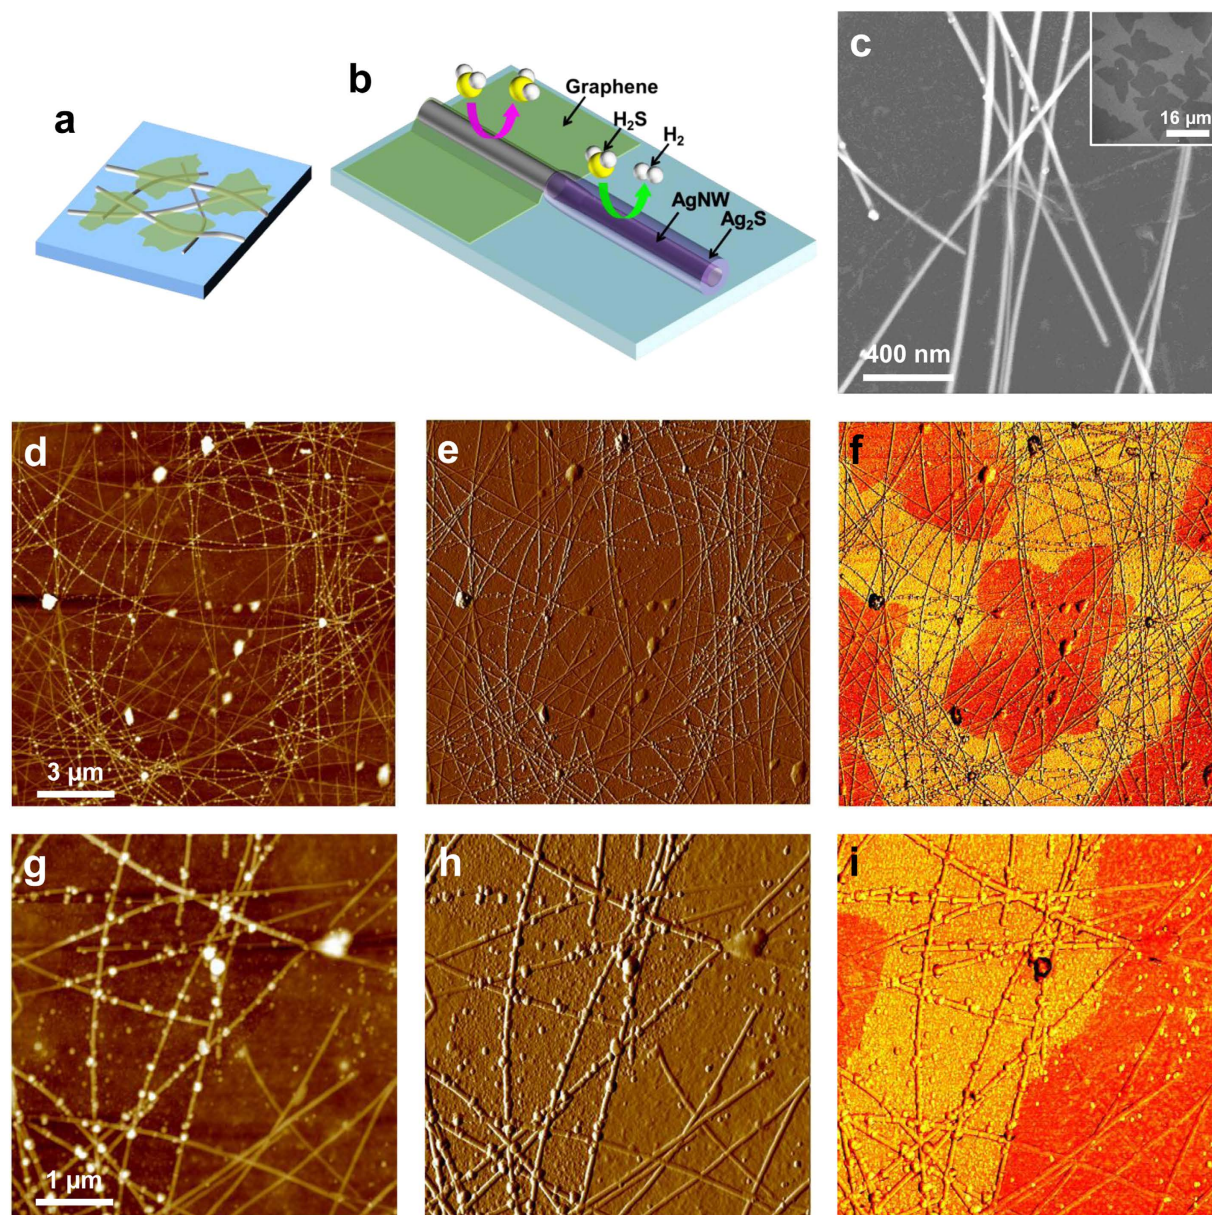 a
b
Graphene
H₂S
H₂
AgNW
Ag₂S
c
16 µm
400 nm
d
3 µm
e
f
g
1 µm
h
i